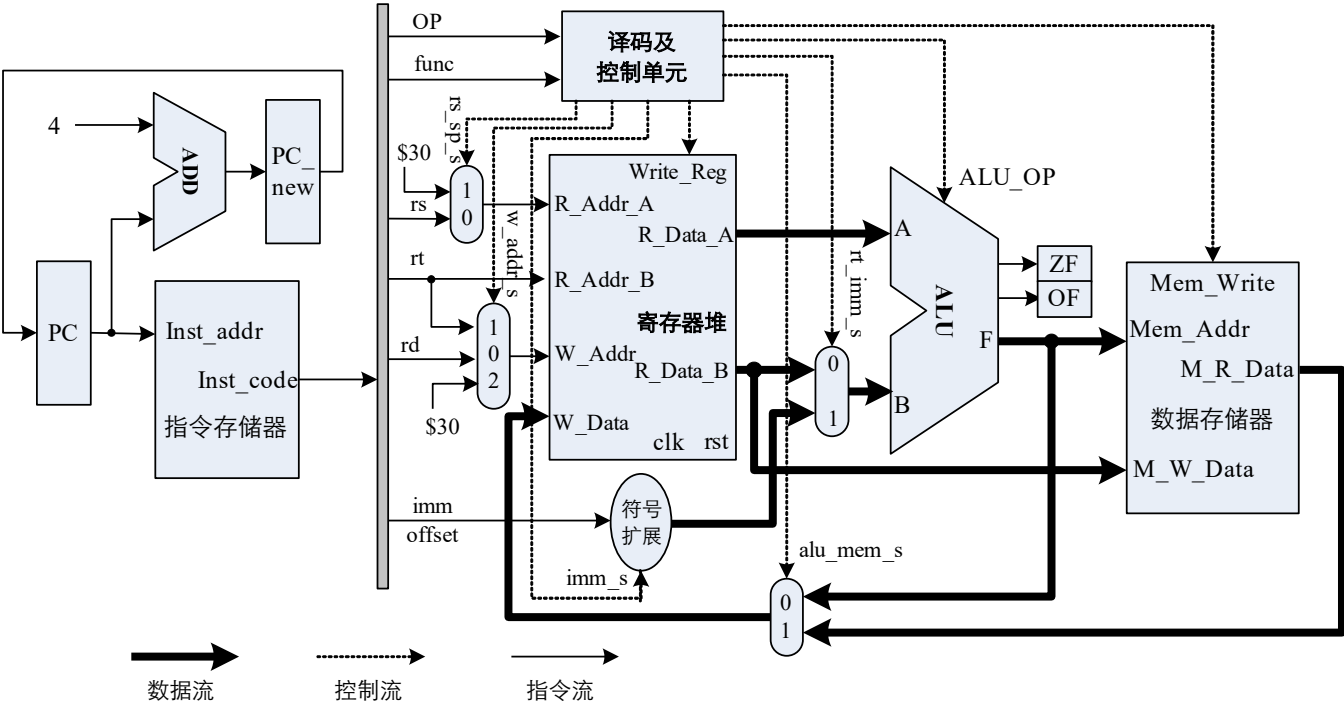 OP
func
译码及
控制单元
4
ADD
PC_
new
rs_sp_s
$30
1
0
rs
w_addr_s
rt
1
0
2
rd
$30
PC
Inst_addr
Inst_code
指令存储器
Write_Reg
R_Addr_A
R_Data_A
R_Addr_B
寄存器堆
W_Addr
R_Data_B
W_Data
clk rst
rt_imm_s
0
1
ALU_OP
A
ALU
F
B
ZF
OF
Mem_Write
Mem_Addr
M_R_Data
数据存储器
M_W_Data
imm
offset
符号
扩展
imm_s
alu_mem_s
0
1
数据流
控制流
指令流